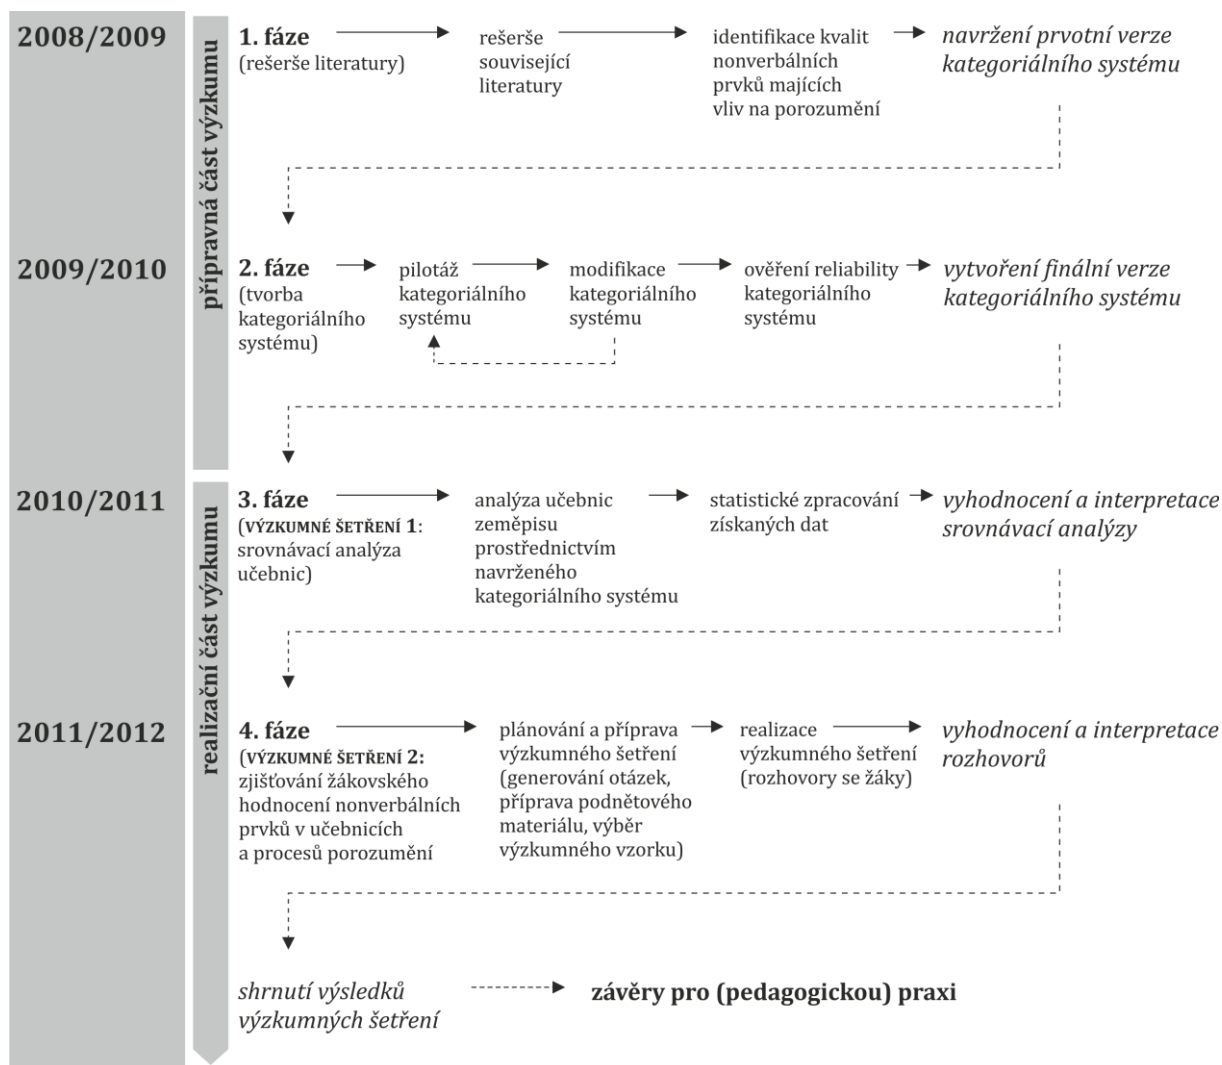 2008/2009
přípravná část výzkumu
1. fáze
(rešerše literatury)
rešerše
související
literatury
identifikace kvalit
nonverbálních
prvků majících
vliv na porozumění
navržení prvotní verze
kategoriálního systému
2009/2010
2. fáze
(tvorba
kategoriálního
systému)
pilotáž
kategoriálního
systému
modifikace
kategoriálního
systému
ověření reliability
kategoriálního
systému
vytvoření finální verze
kategoriálního systému
2010/2011
realizační část výzkumu
3. fáze
(VÝZKUMNÉ ŠETŘENÍ 1:
srovnávací analýza
učebnic)
analýza učebnic
zeměpisu
prostřednictvím
navrženého
kategoriálního systému
statistické zpracování
získaných dat
vyhodnocení a interpretace
srovnávací analýzy
2011/2012
4. fáze
(VÝZKUMNÉ ŠETŘENÍ 2:
zjišťování žákovského
hodnocení nonverbálních
prvků v učebnicích
a procesů porozumění
plánování a příprava
výzkumného šetření
(generování otázek,
příprava podnětového
materiálu, výběr
výzkumného vzorku)
realizace
výzkumného šetření
(rozhovory se žáky)
vyhodnocení a interpretace
rozhovorů
shrnutí výsledků
výzkumných šetření
závěry pro (pedagogickou) praxi